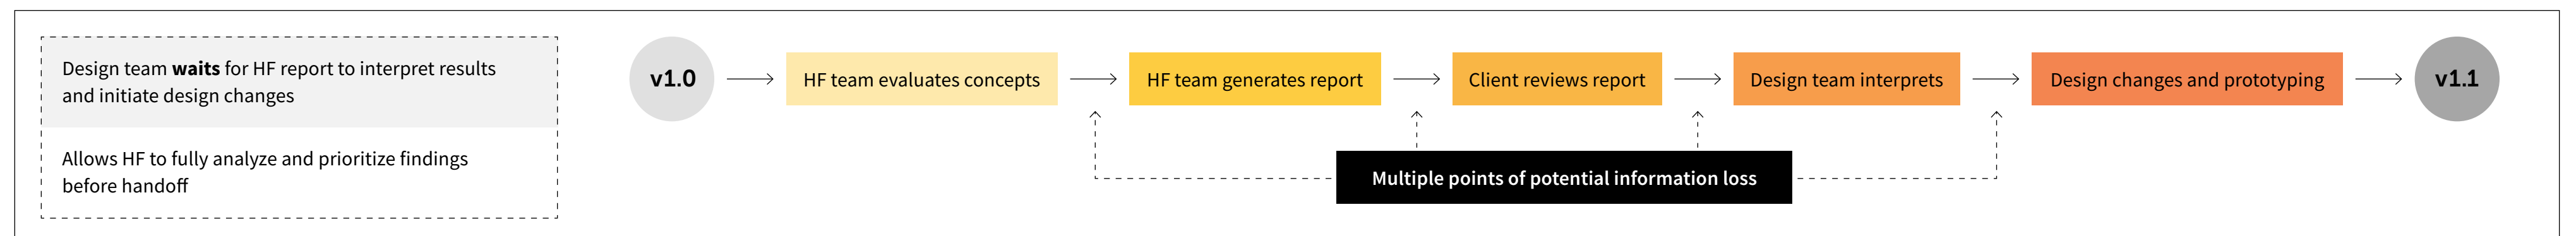 Design team waits for HF report to interpret results
and initiate design changes
Allows HF to fully analyze and prioritize findings
before handoff
v1.0
HF team evaluates concepts
HF team generates report
Client reviews report
Design team interprets
Design changes and prototyping
v1.1
Multiple points of potential information loss